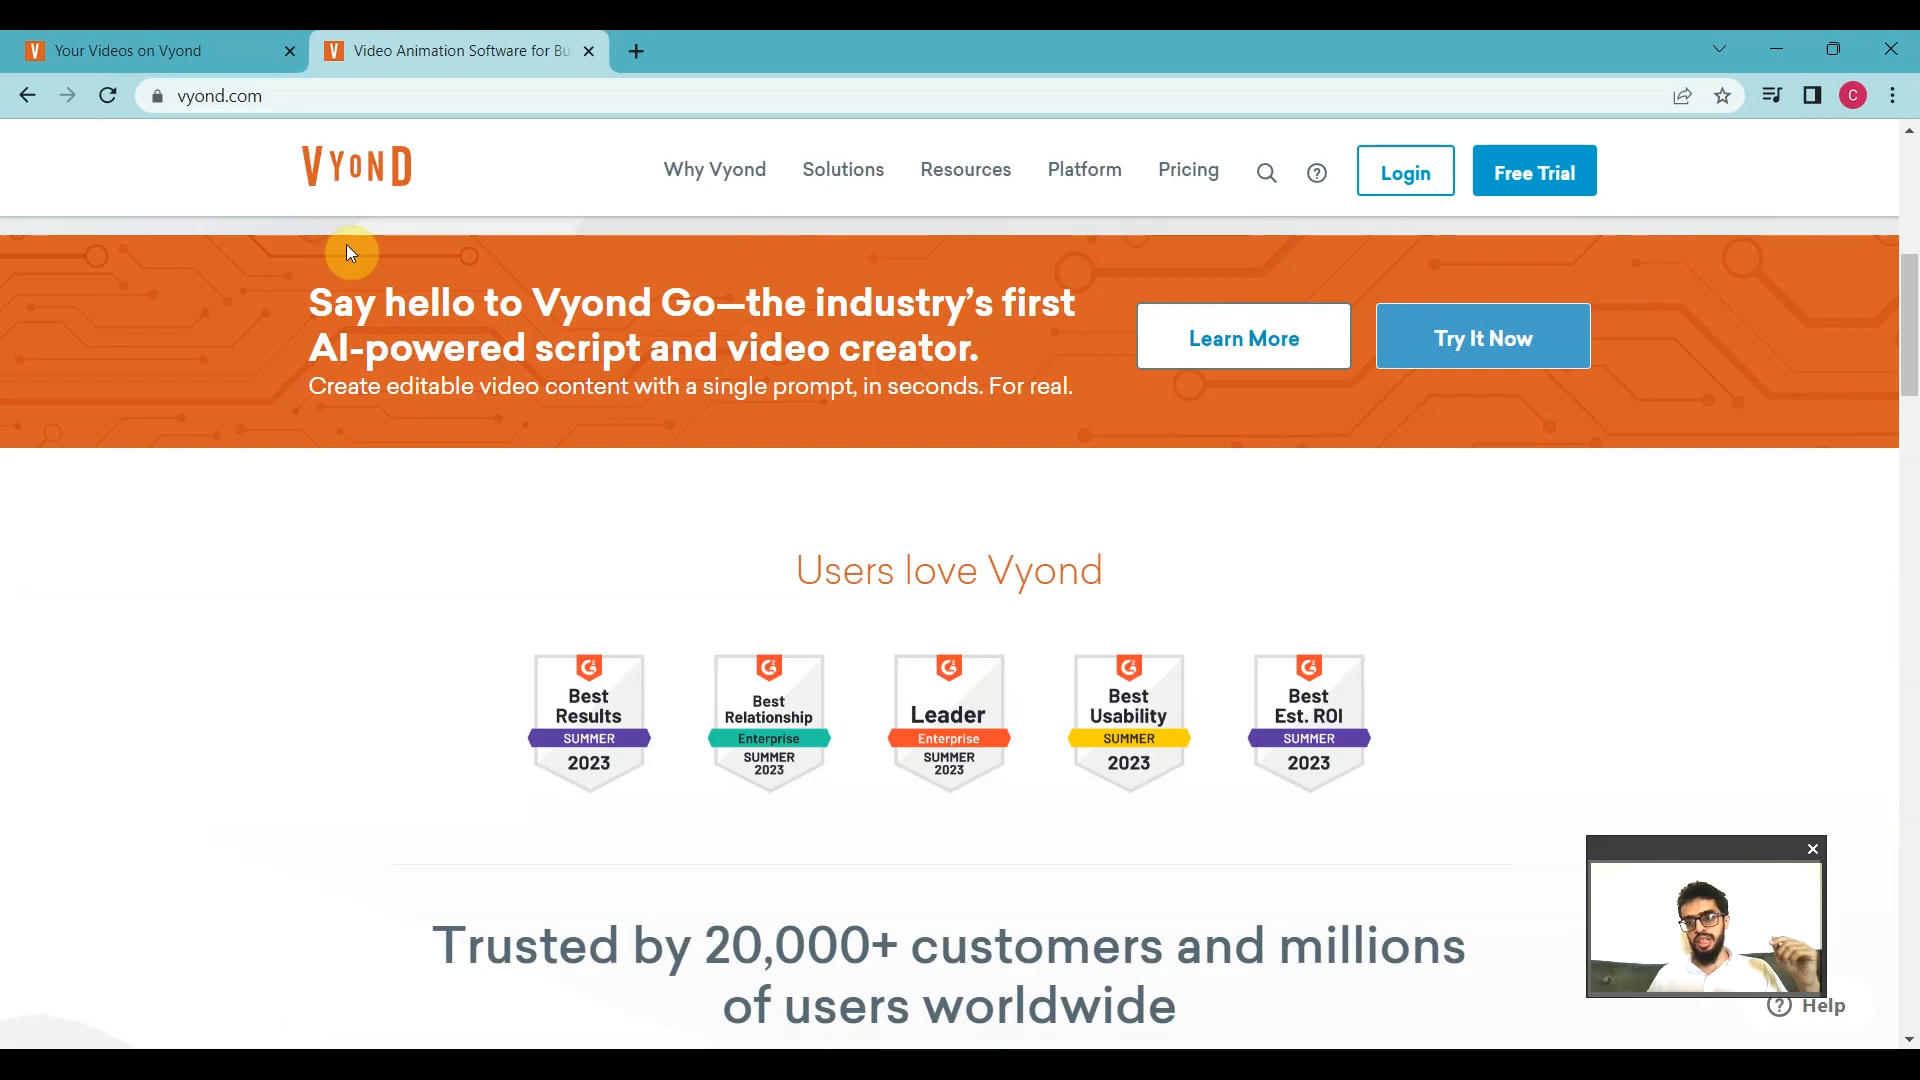 Your Videos on Vyond
Video Animation Software for Bu
vyond.com
C
VYOND
Why Vyond
Solutions
Resources
Platform
Pricing
Login
Free Trial
Say hello to Vyond Go—the industry's first
AI-powered script and video creator.
Create editable video content with a single prompt, in seconds. For real.
Learn More
Try It Now
Users love Vyond
Best
Results
SUMMER
2023
Best
Relationship
Enterprise
SUMMER
2023
Leader
Enterprise
SUMMER
2023
Best
Usability
SUMMER
2023
Best
Est. ROI
SUMMER
2023
Trusted by 20,000+ customers and millions
of users worldwide
Help